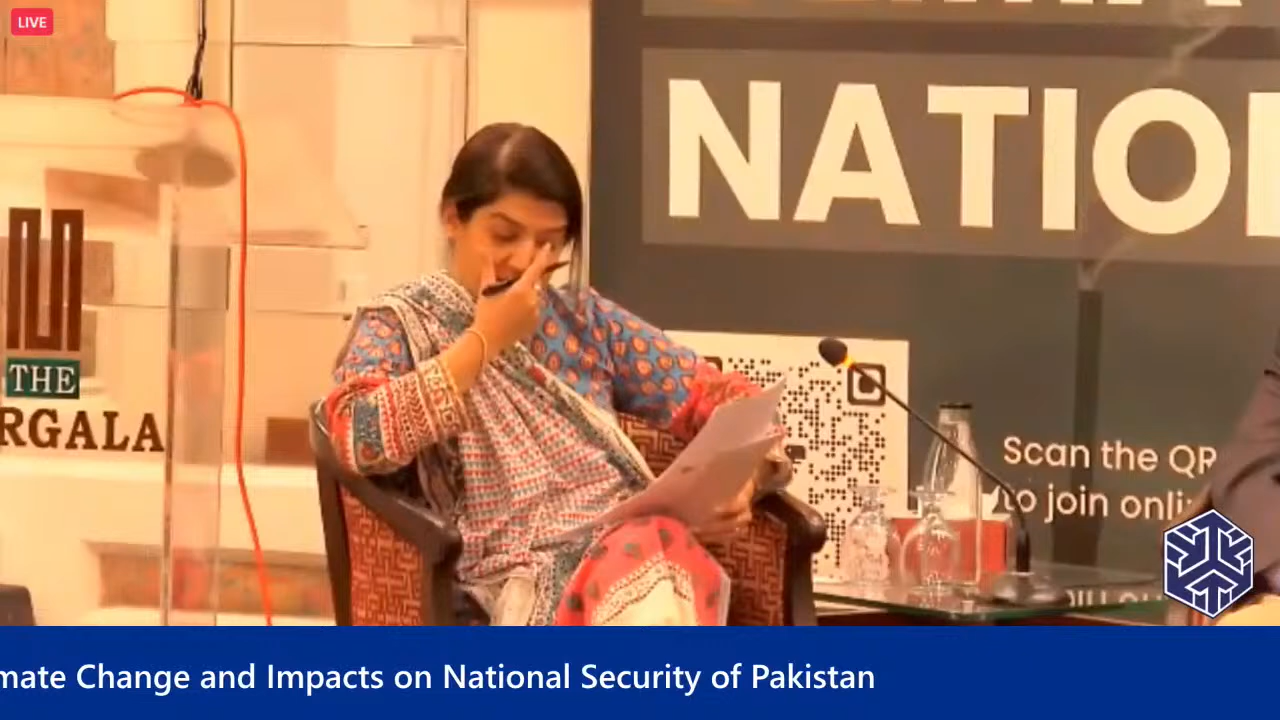 LIVE
NATIO
THE
RGALA
Scan the QR
to join onli
mate Change and Impacts on National Security of Pakistan